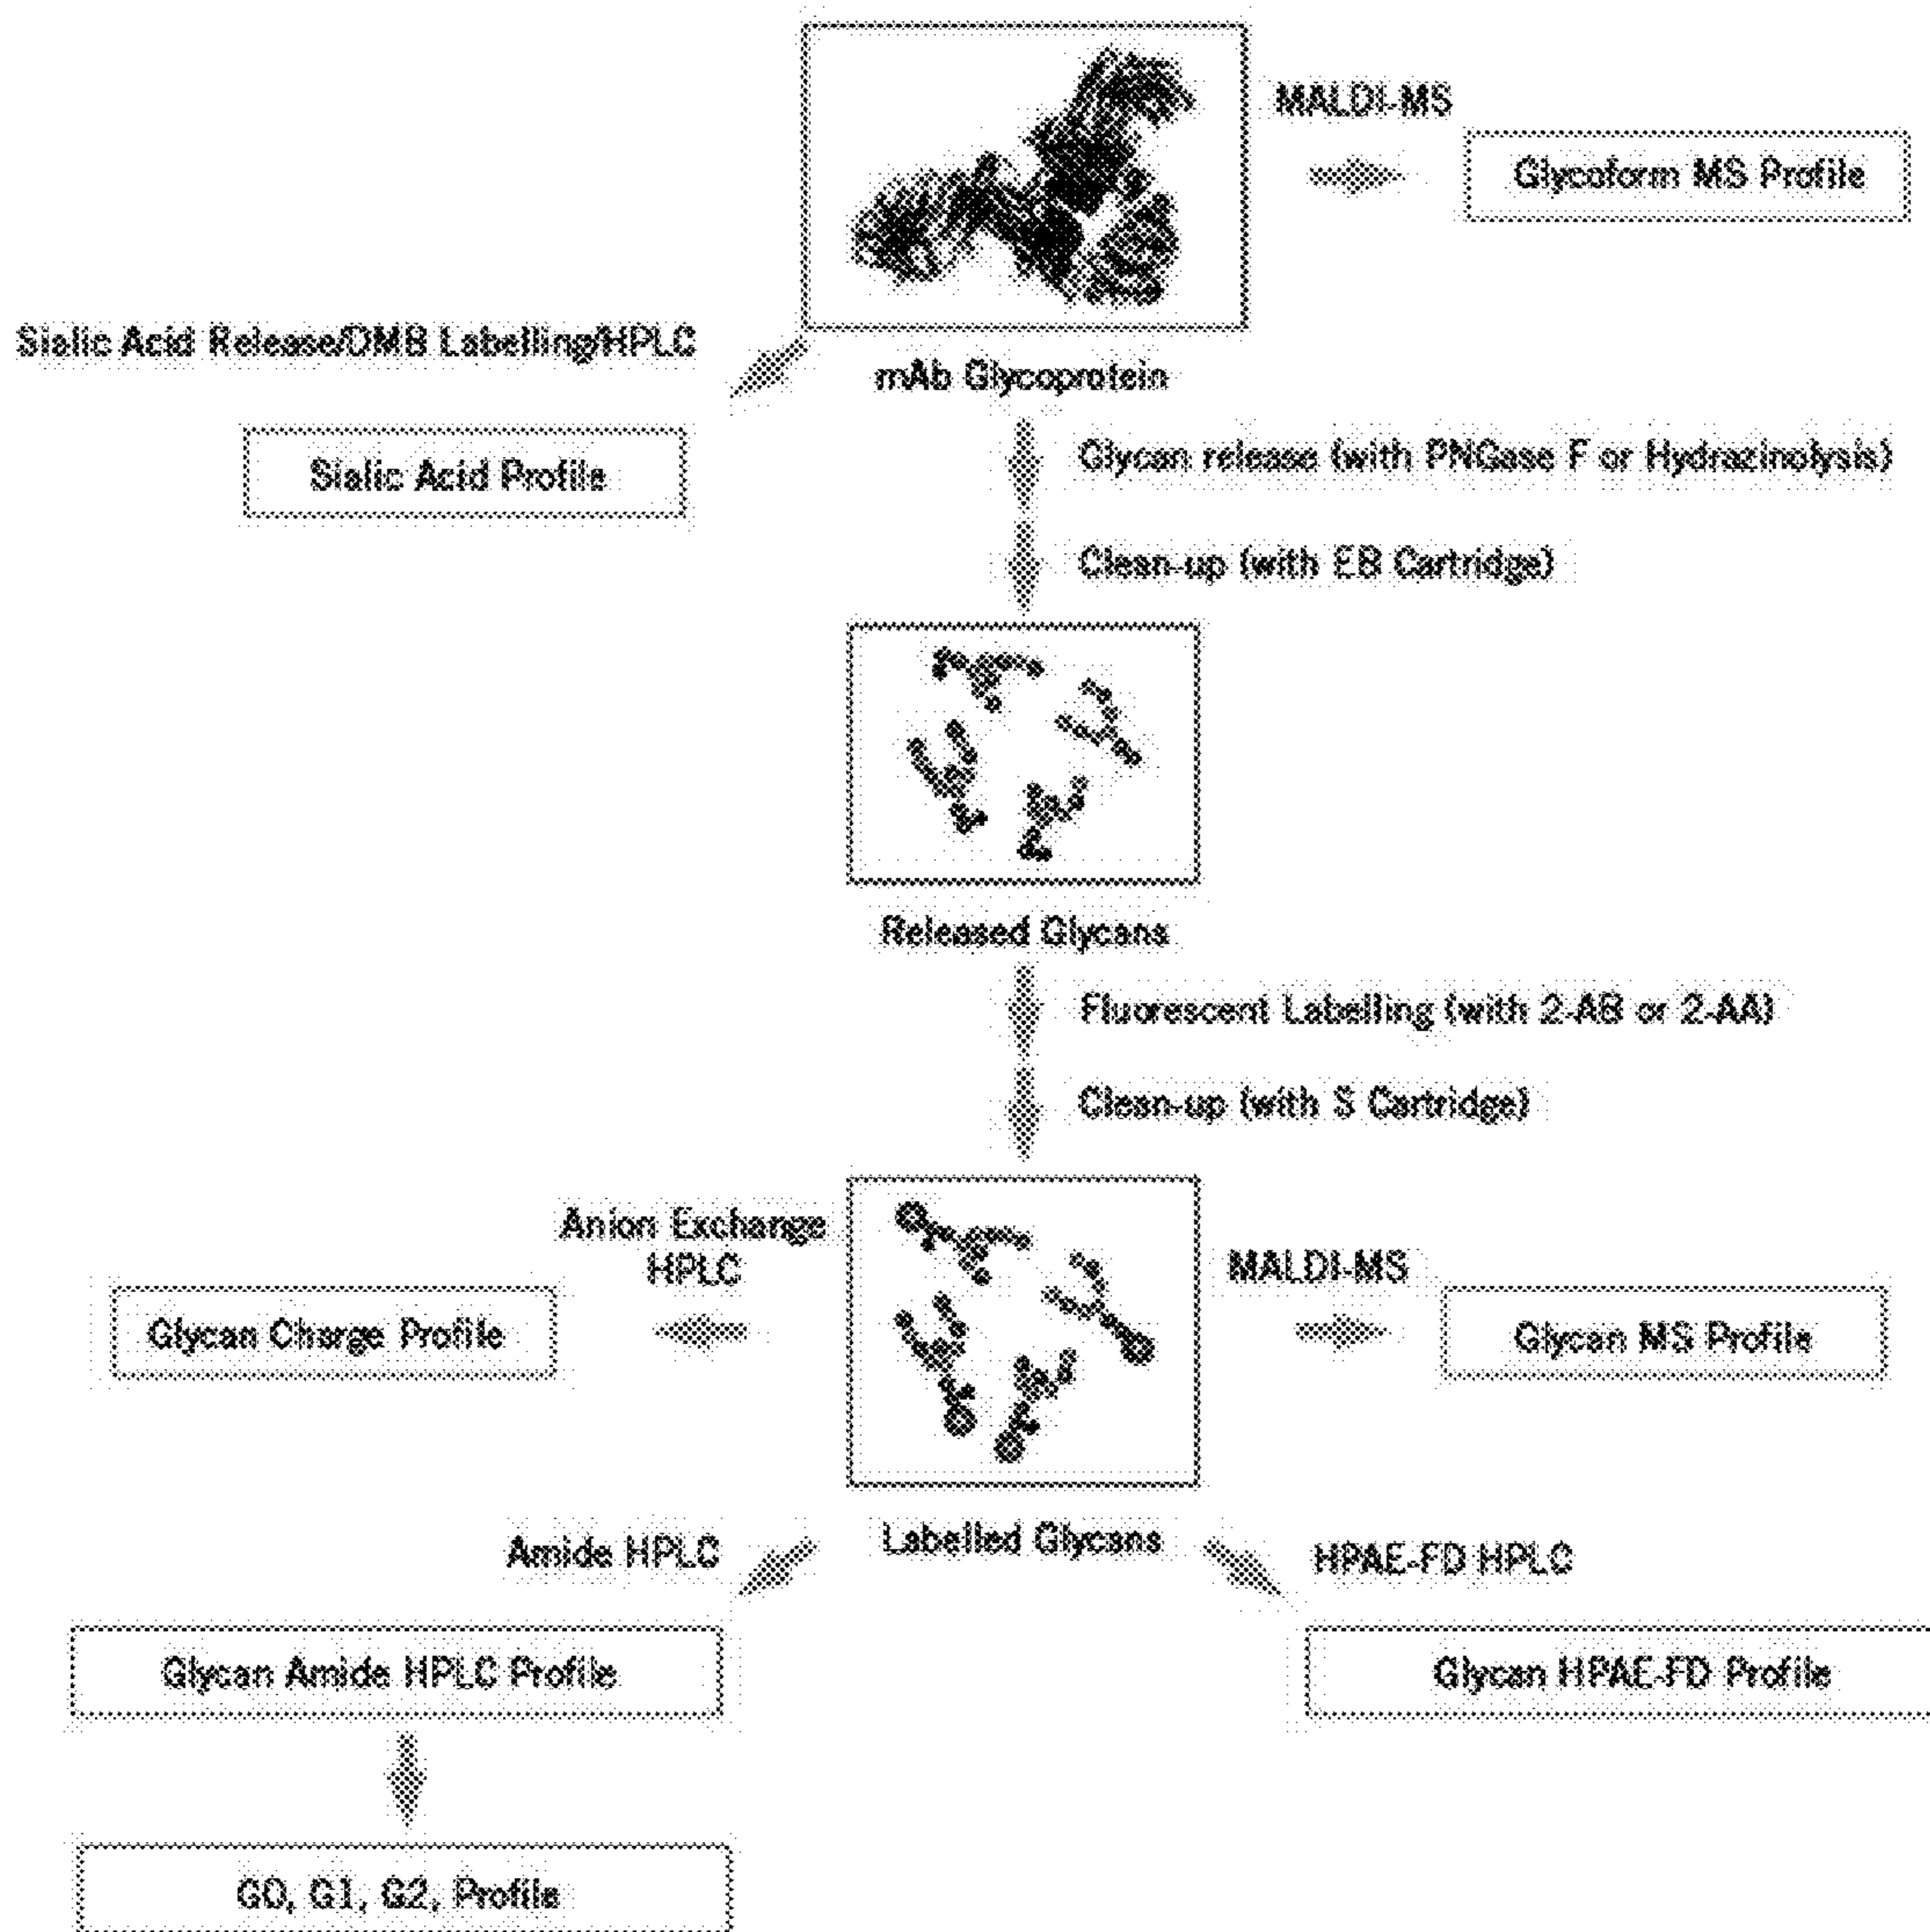 MALDI-MS
Glycoform MS Profile
Sialic Acid Release/DMB Labelling/HPLC
mAb Glycoprotein
Sialic Acid Profile
Glycan release (with PNGase F or Hydrazinolysis)
Clean-up (with EB Cartridge)
Released Glycans
Fluorescent Labelling (with 2-AB or 2-AA)
Clean-up (with S Cartridge)
Anion Exchange
HPLC
MALDI-MS
Glycan Charge Profile
Glycan MS Profile
Labelled Glycans
Amide HPLC
HPAE-FD HPLC
Glycan Amide HPLC Profile
Glycan HPAE-FD Profile
G0, G1, G2, Profile